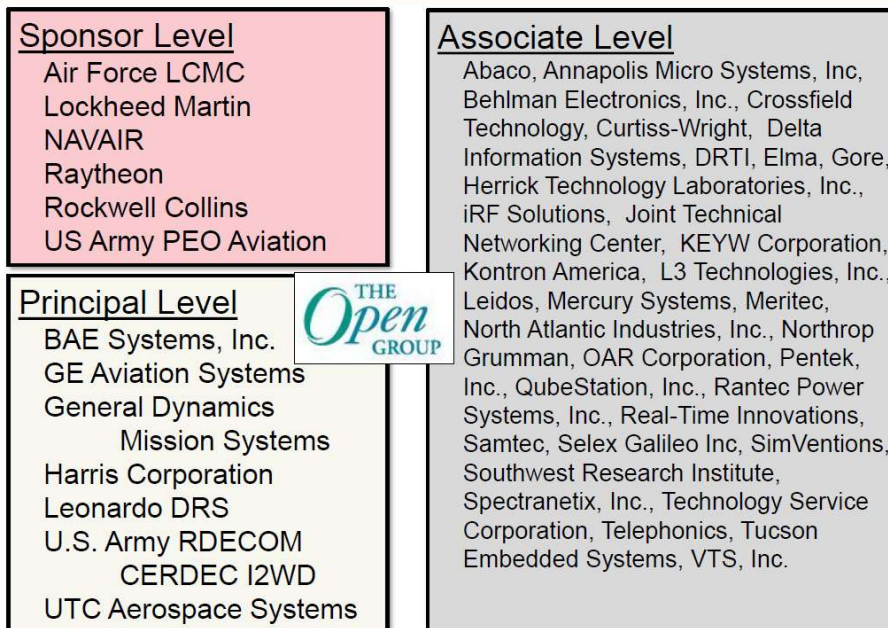 Sponsor Level
Air Force LCMC
Lockheed Martin
NAVAIR
Raytheon
Rockwell Collins
US Army PEO Aviation
Principal Level
BAE Systems, Inc.
GE Aviation Systems
General Dynamics
Mission Systems
Harris Corporation
Leonardo DRS
U.S. Army RDECOM
CERDEC I2WD
UTC Aerospace Systems
THE
Open
GROUP
Associate Level
Abaco, Annapolis Micro Systems, Inc,
Behlman Electronics, Inc., Crossfield
Technology, Curtiss-Wright, Delta
Information Systems, DRTI, Elma, Gore,
Herrick Technology Laboratories, Inc.,
iRF Solutions, Joint Technical
Networking Center, KEYW Corporation,
Kontron America, L3 Technologies, Inc.,
Leidos, Mercury Systems, Meritec,
North Atlantic Industries, Inc., Northrop
Grumman, OAR Corporation, Pentek,
Inc., QubeStation, Inc., Rantec Power
Systems, Inc., Real-Time Innovations,
Samtec, Selex Galileo Inc, SimVentions,
Southwest Research Institute,
Spectranetix, Inc., Technology Service
Corporation, Telephonics, Tucson
Embedded Systems, VTS, Inc.